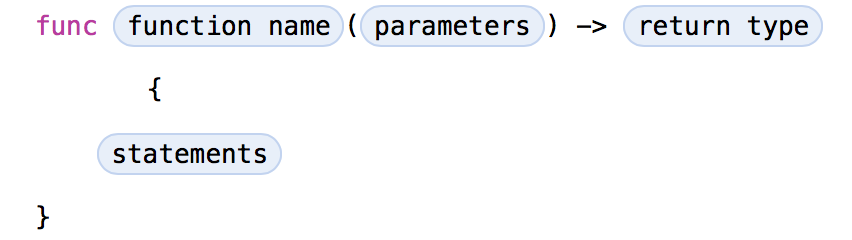 func function name(parameters) -> return type
{
statements
}